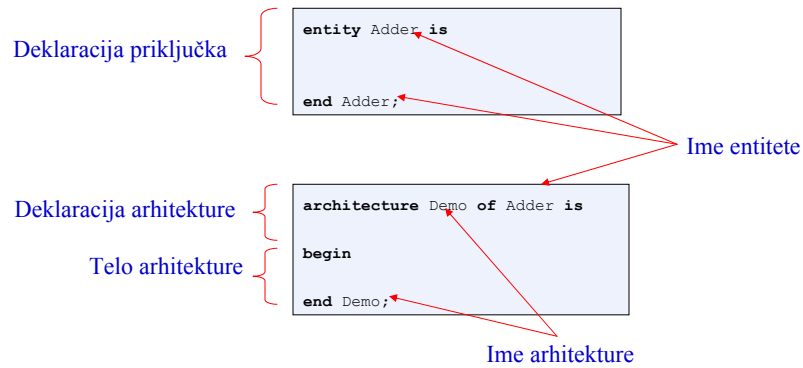 entity Adder is
Deklaracija priključka
end Adder;
Ime entitete
architecture Demo of Adder is
Deklaracija arhitekture
begin
Telo arhitekture
end Demo;
Ime arhitekture